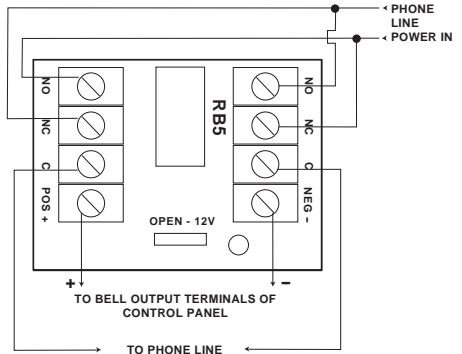 PHONE
LINE
POWER IN
NO
NC
C
POS +
RB5
NO
NC
C
NEG -
OPEN - 12V
+
-
TO BELL OUTPUT TERMINALS OF
CONTROL PANEL
TO PHONE LINE